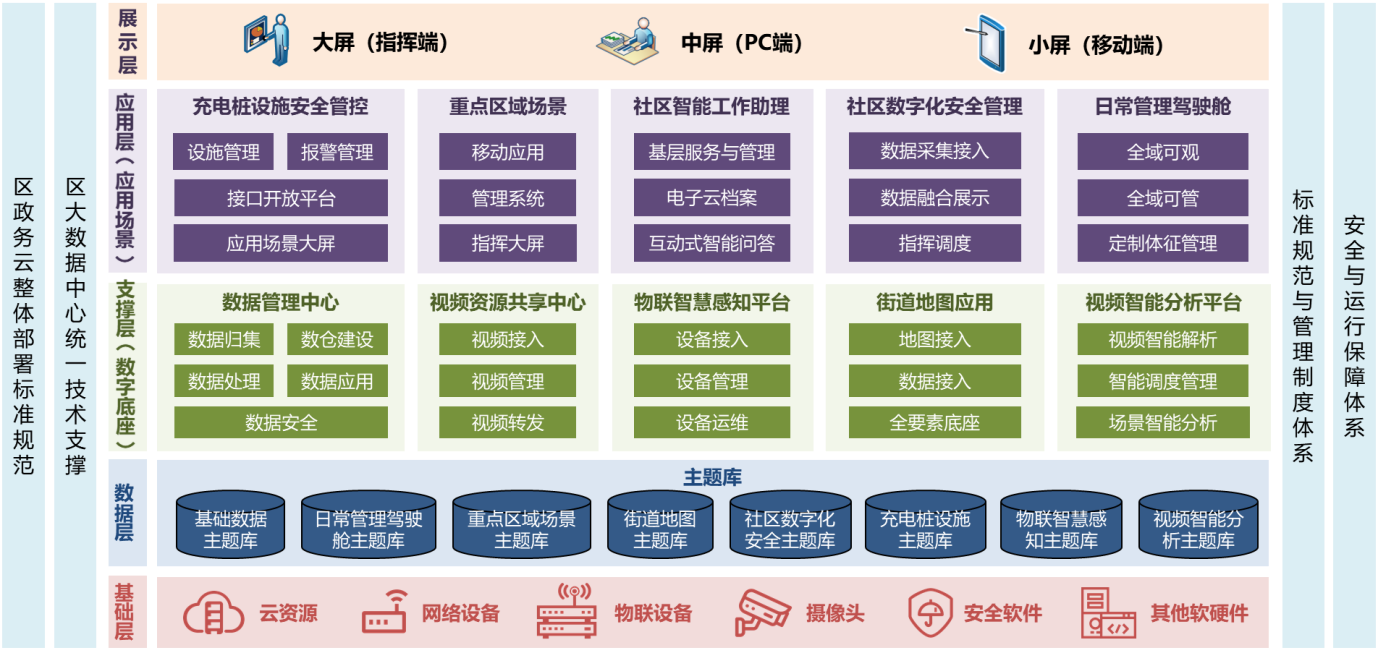 区政务云整体部署标准规范
区大数据中心统一技术支撑
展示层
大屏（指挥端）
中屏（PC端）
小屏（移动端）
应用层（应用场景）
充电桩设施安全管控
设施管理
报警管理
接口开放平台
应用场景大屏
重点区域场景
移动应用
管理系统
指挥大屏
社区智能工作助理
基层服务与管理
电子云档案
互动式智能问答
社区数字化安全管理
数据采集接入
数据融合展示
指挥调度
日常管理驾驶舱
全域可观
全域可管
定制体征管理
支撑层（数字底座）
数据管理中心
数据归集
数仓建设
数据处理
数据应用
数据安全
视频资源共享中心
视频接入
视频管理
视频转发
物联智慧感知平台
设备接入
设备管理
设备运维
街道地图应用
地图接入
数据接入
全要素底座
视频智能分析平台
视频智能解析
智能调度管理
场景智能分析
数据层
主题库
基础数据
主题库
日常管理驾驶
舱主题库
重点区域场景
主题库
街道地图
主题库
社区数字化
安全主题库
充电桩设施
主题库
物联智慧感
知主题库
视频智能分
析主题库
基础层
云资源
网络设备
物联设备
摄像头
安全软件
其他软硬件
标准规范与管理制度体系
安全与运行保障体系